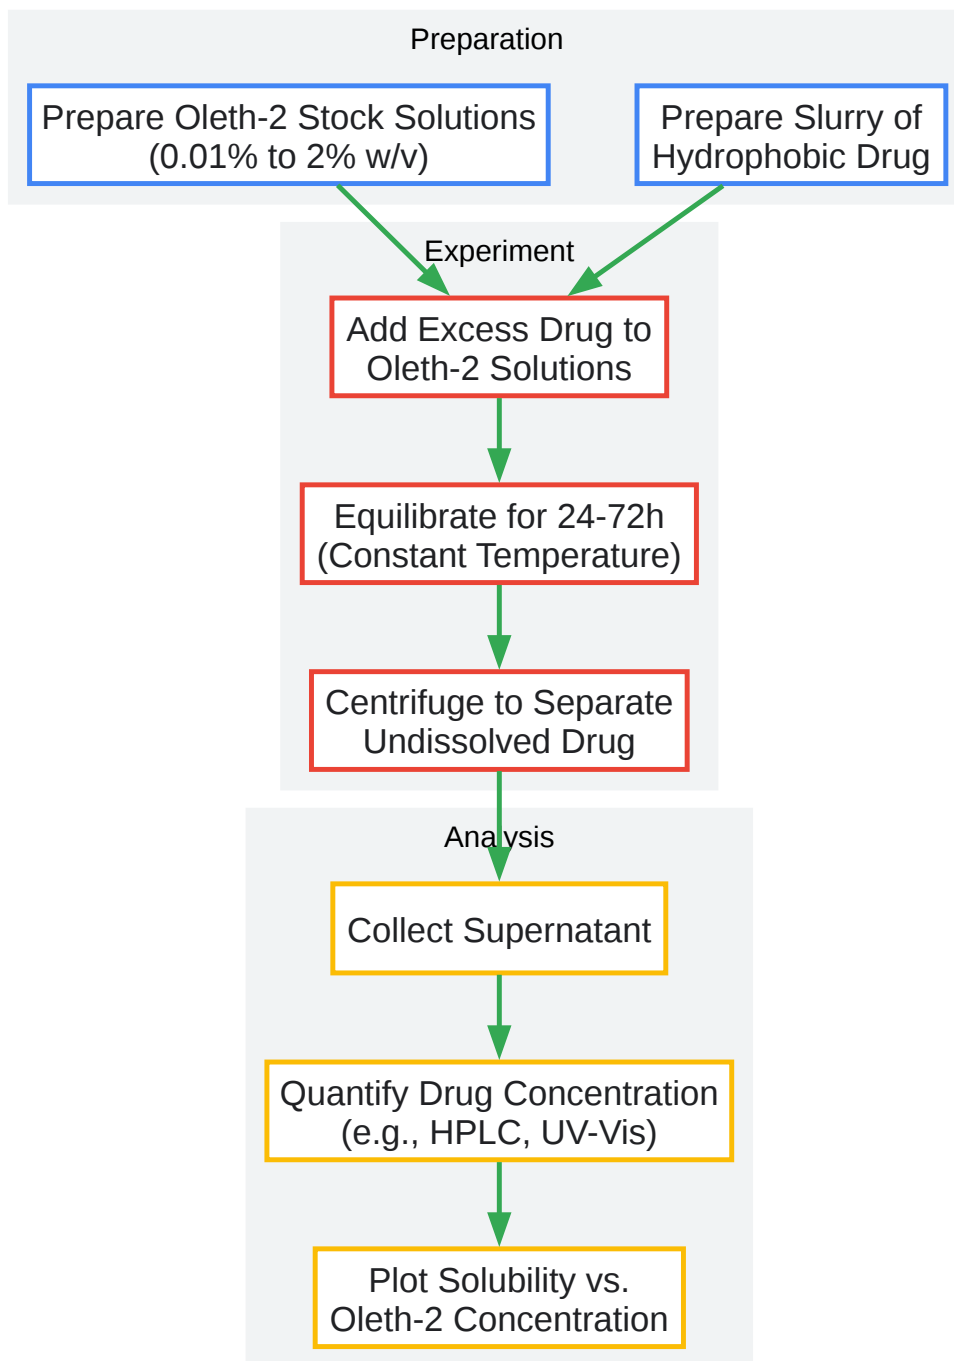 Preparation
Prepare Oleth-2 Stock Solutions
(0.01% to 2% w/v)
Prepare Slurry of
Hydrophobic Drug
Experiment
Add Excess Drug to
Oleth-2 Solutions
Equilibrate for 24-72h
(Constant Temperature)
Centrifuge to Separate
Undissolved Drug
Analysis
Collect Supernatant
Quantify Drug Concentration
(e.g., HPLC, UV-Vis)
Plot Solubility vs.
Oleth-2 Concentration